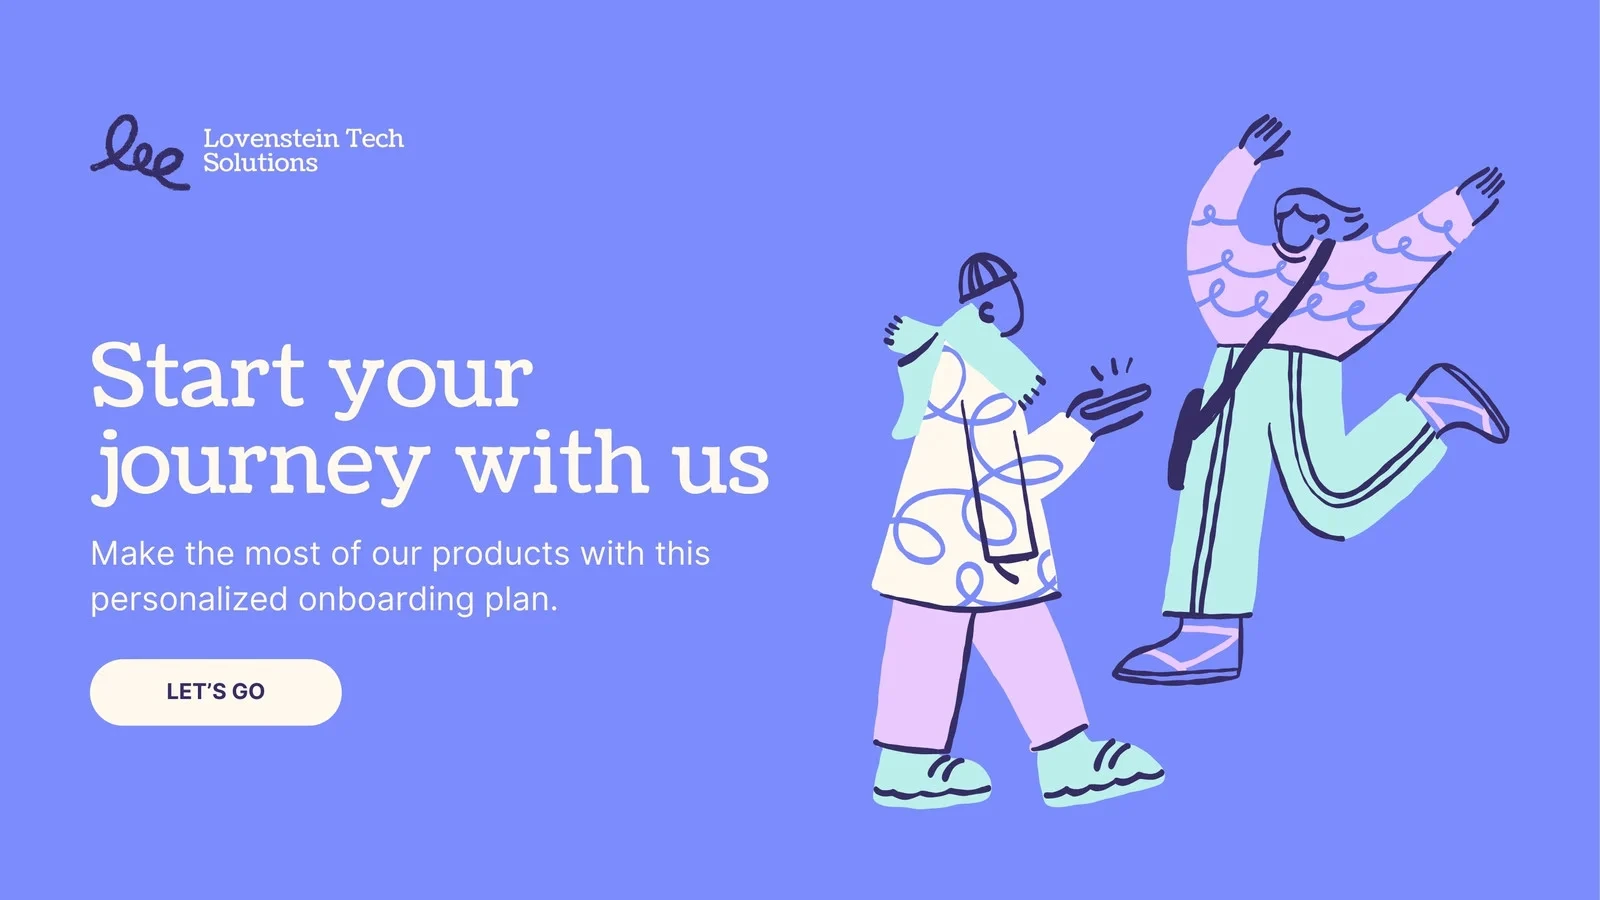 Lovenstein Tech
Solutions
Start your
journey with us
Make the most of our products with this
personalized onboarding plan.
LET’S GO